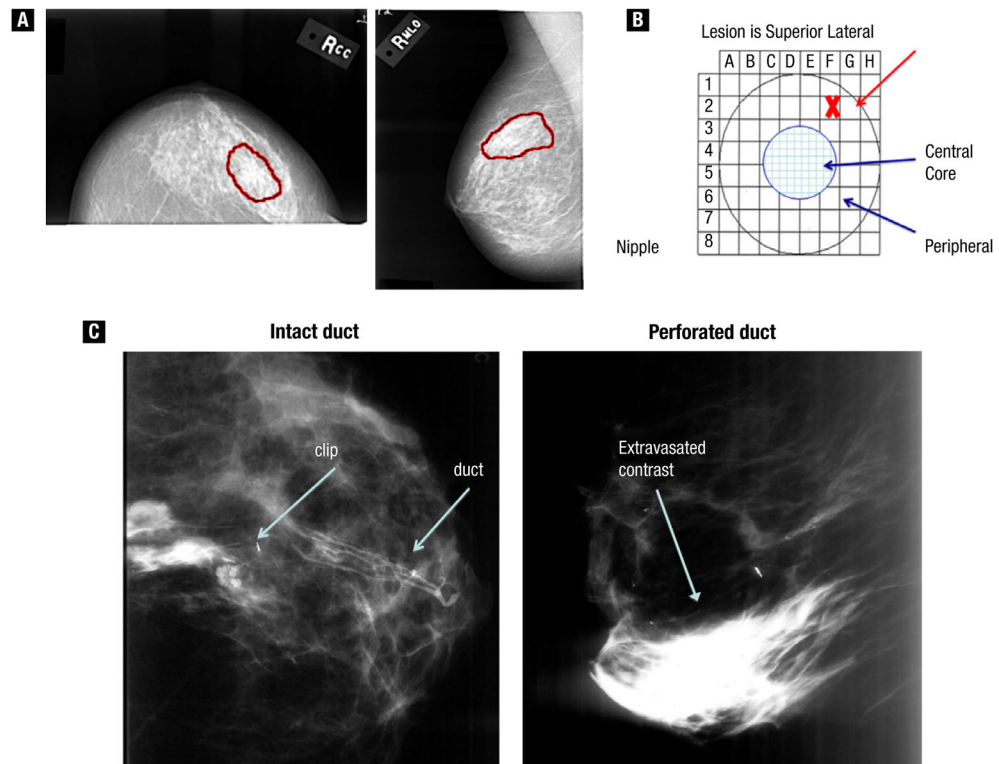 A
RCC
RMLO
B
Lesion is Superior Lateral
A B C D E F G H
1
2
3
4
5
6
7
8
X
Central
Core
Peripheral
Nipple
C
Intact duct
Perforated duct
clip
duct
Extravasated
contrast